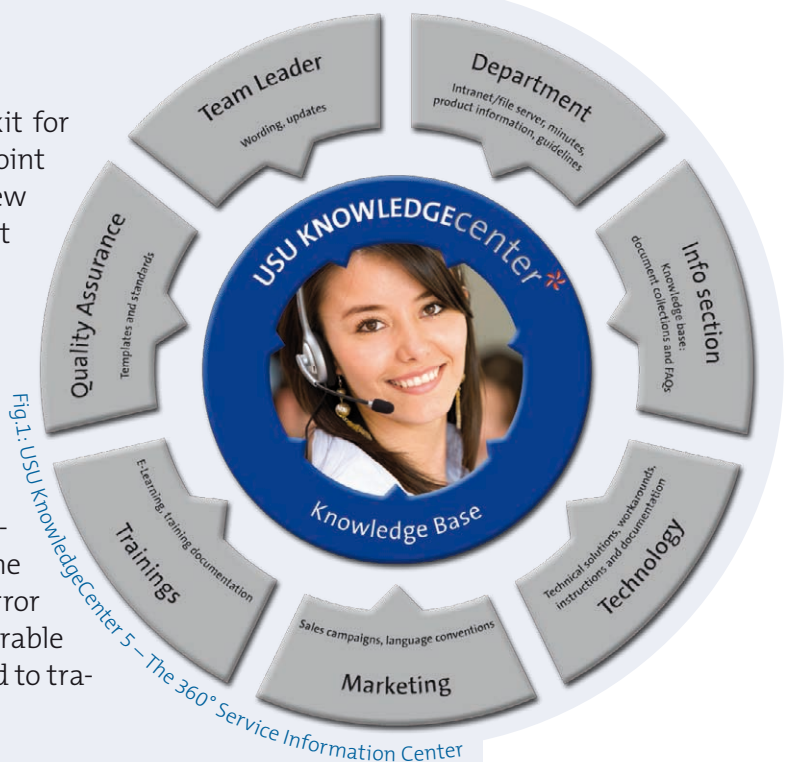 kit for
oint
ew
t
-
ne
rror
rable
d to tra-
Team Leader
Wording, updates
Department
Intranet/file server, minutes,
product information, guidelines
Info section
Knowledge base:
document collections and FAQs
Technology
Technical solutions, workarounds,
instructions and documentation
Marketing
Sales campaigns, language conventions
Trainings
E-Learning, training documentation
Quality Assurance
Templates and standards
USU KNOWLEDGECenter
Knowledge Base
Fig.1: USU KnowledgeCenter 5 – The 360° Service Information Center